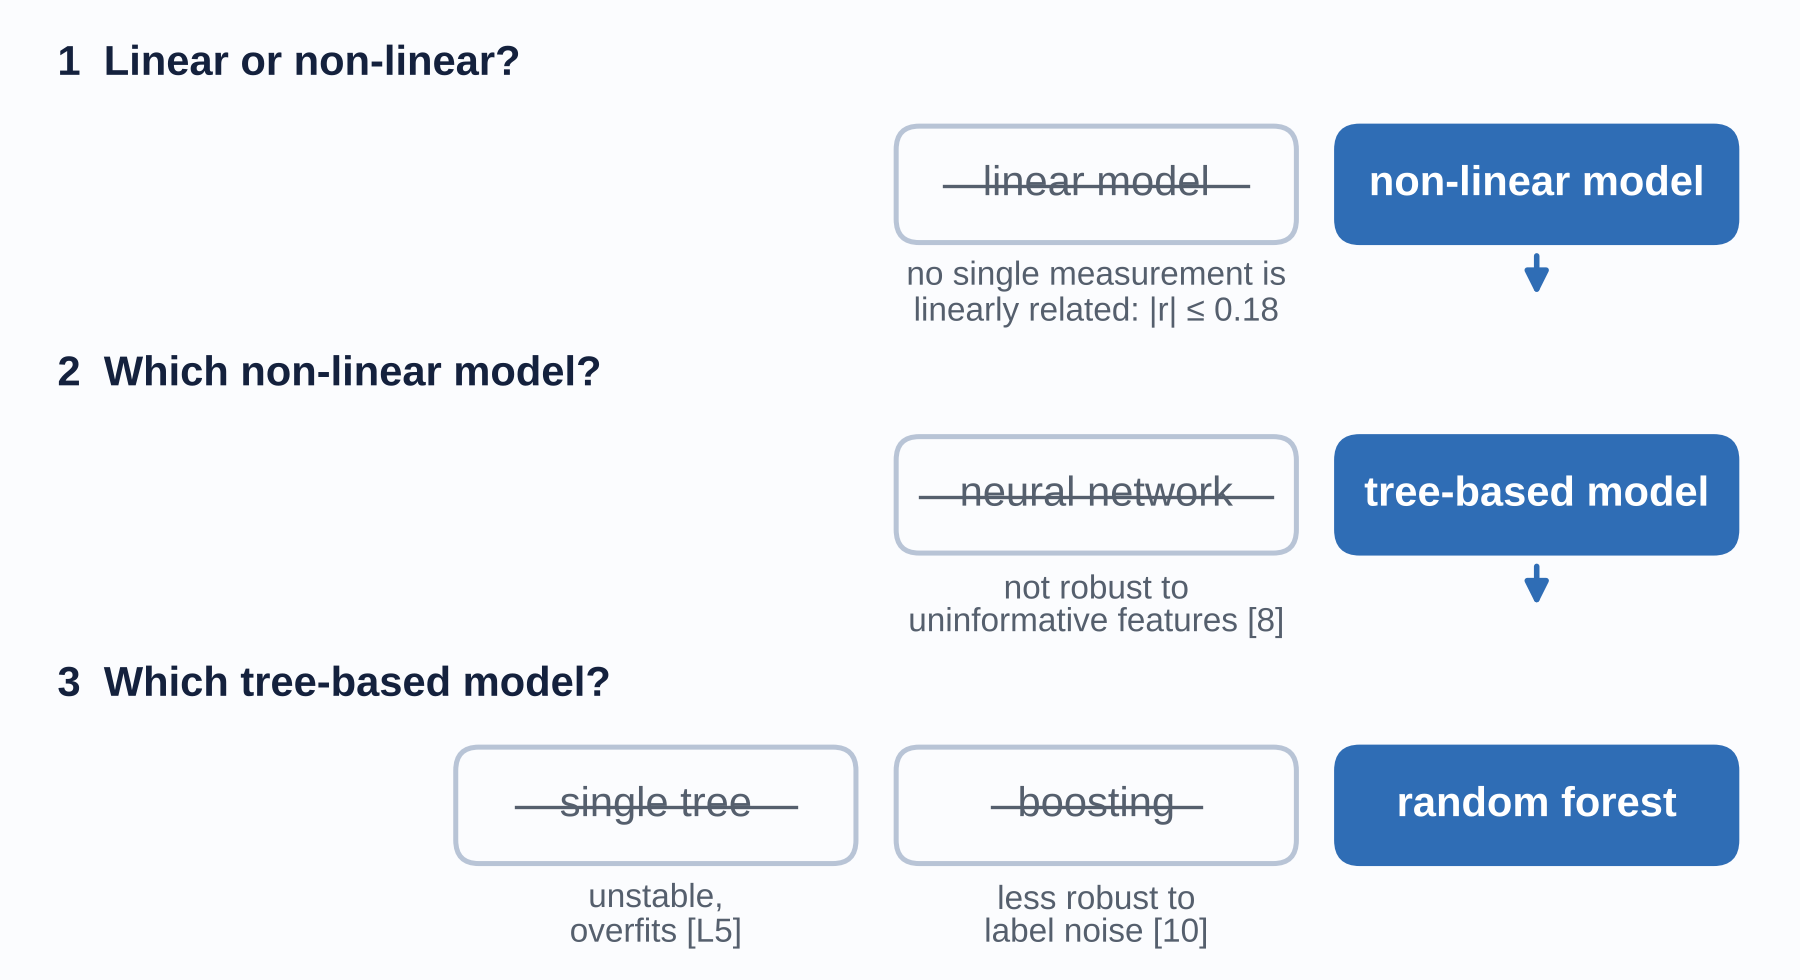 1 Linear or non-linear?
linear model
non-linear model
no single measurement is
linearly related: |r| ≤ 0.18
2 Which non-linear model?
neural network
tree-based model
not robust to
uninformative features [8]
3 Which tree-based model?
single tree
boosting
random forest
unstable,
overfits [L5]
less robust to
label noise [10]